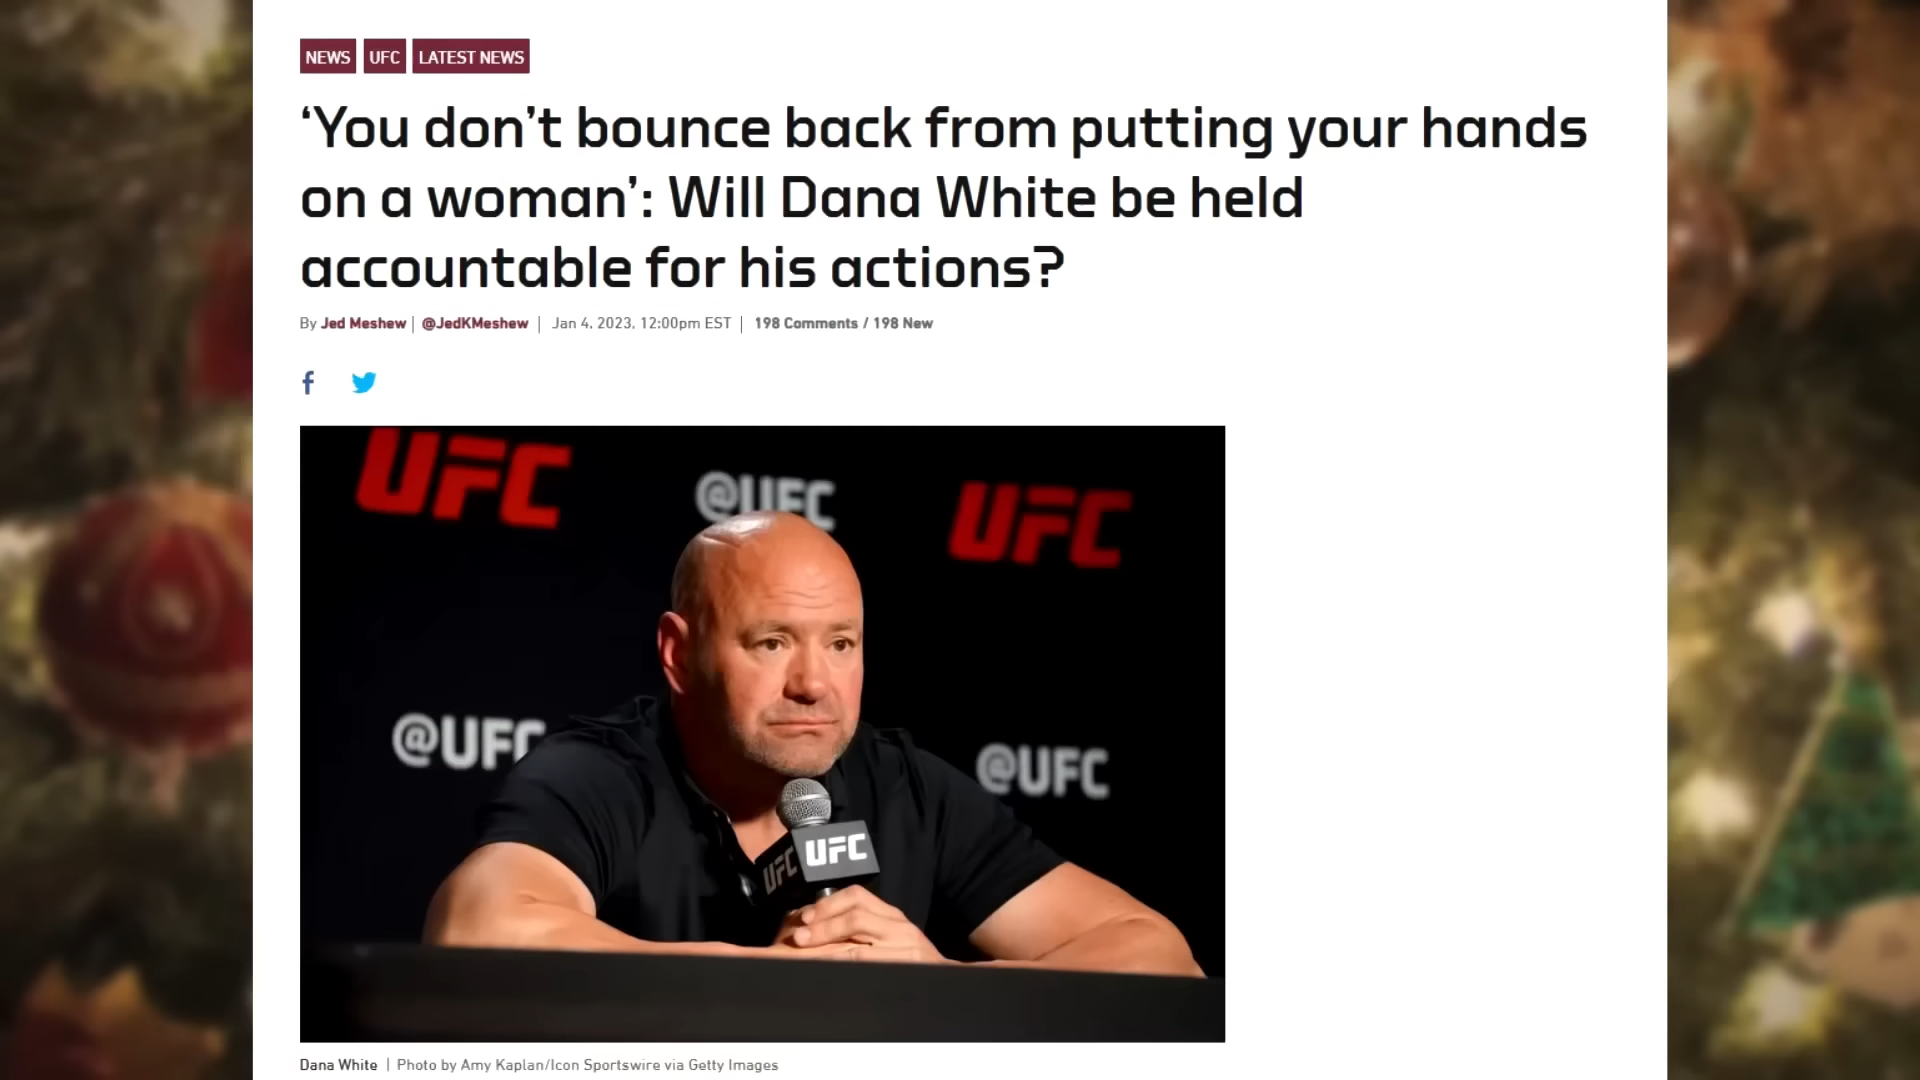 NEWS UFC LATEST NEWS
‘You don’t bounce back from putting your hands
on a woman’: Will Dana White be held
accountable for his actions?
By Jed Meshew | @JedKMeshew | Jan 4, 2023, 12:00pm EST | 198 Comments / 198 New
UFC
@UFC
UFC
@UFC
@UFC
UFC
UFC
Dana White | Photo by Amy Kaplan/Icon Sportswire via Getty Images